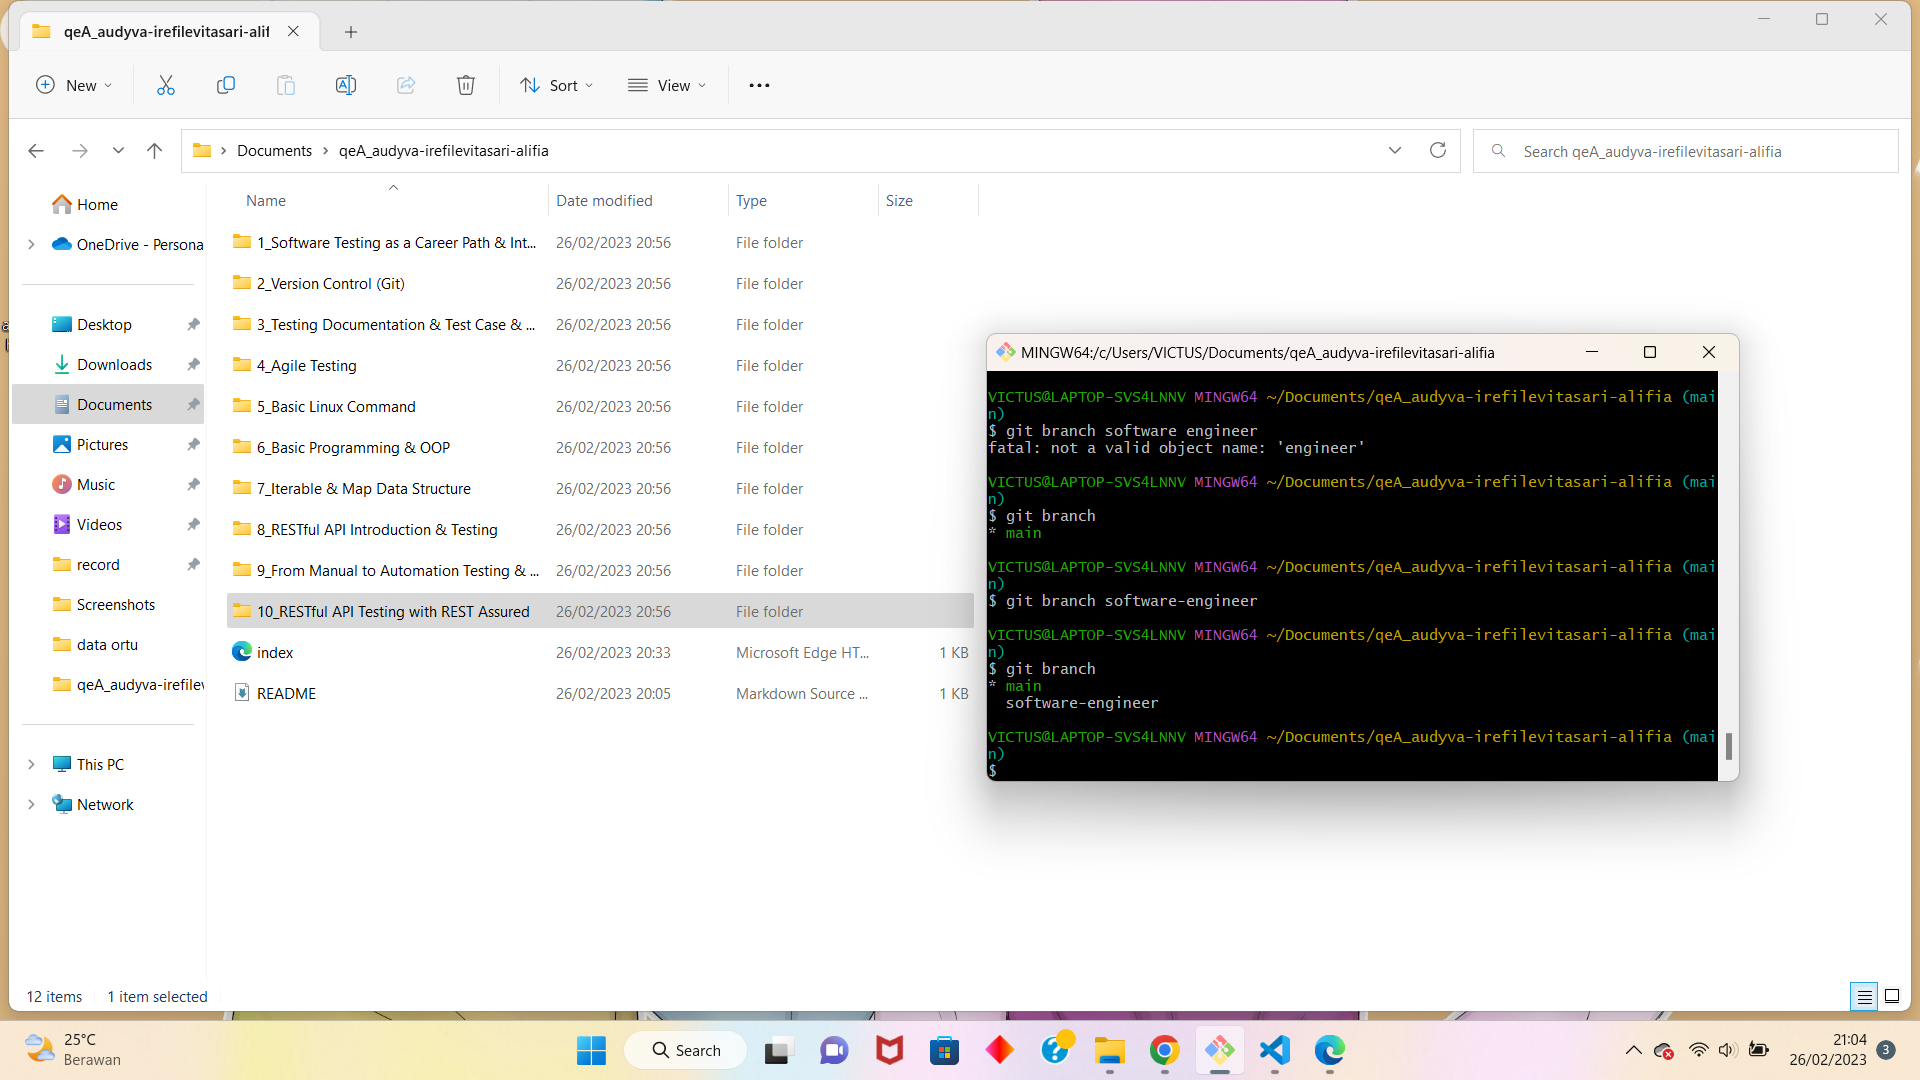 qeA_audyva-irefilevitasari-alif
New
Sort
View
Documents
qeA_audyva-irefilevitasari-alifia
Search qeA_audyva-irefilevitasari-alifia
Home
OneDrive - Persona
Desktop
Downloads
Documents
Pictures
Music
Videos
record
Screenshots
data ortu
qeA_audyva-irefilev
This PC
Network
Name Date modified Type Size
1_Software Testing as a Career Path & Int... 26/02/2023 20:56 File folder
2_Version Control (Git) 26/02/2023 20:56 File folder
3_Testing Documentation & Test Case & ... 26/02/2023 20:56 File folder
4_Agile Testing 26/02/2023 20:56 File folder
5_Basic Linux Command 26/02/2023 20:56 File folder
6_Basic Programming & OOP 26/02/2023 20:56 File folder
7_Iterable & Map Data Structure 26/02/2023 20:56 File folder
8_RESTful API Introduction & Testing 26/02/2023 20:56 File folder
9_From Manual to Automation Testing & ... 26/02/2023 20:56 File folder
10_RESTful API Testing with REST Assured 26/02/2023 20:56 File folder
index 26/02/2023 20:33 Microsoft Edge HT... 1 KB
README 26/02/2023 20:05 Markdown Source ... 1 KB
MINGW64:/c/Users/VICTUS/Documents/qeA_audyva-irefilevitasari-alifia
VICTUS@LAPTOP-SVS4LNNV MINGW64 ~/Documents/qeA_audyva-irefilevitasari-alifia (mai
n)
$ git branch software engineer
fatal: not a valid object name: 'engineer'
VICTUS@LAPTOP-SVS4LNNV MINGW64 ~/Documents/qeA_audyva-irefilevitasari-alifia (mai
n)
$ git branch
* main
VICTUS@LAPTOP-SVS4LNNV MINGW64 ~/Documents/qeA_audyva-irefilevitasari-alifia (mai
n)
$ git branch software-engineer
VICTUS@LAPTOP-SVS4LNNV MINGW64 ~/Documents/qeA_audyva-irefilevitasari-alifia (mai
n)
$ git branch
* main
software-engineer
VICTUS@LAPTOP-SVS4LNNV MINGW64 ~/Documents/qeA_audyva-irefilevitasari-alifia (mai
n)
$
12 items 1 item selected
25°C
Berawan
Search
21:04
26/02/2023
3